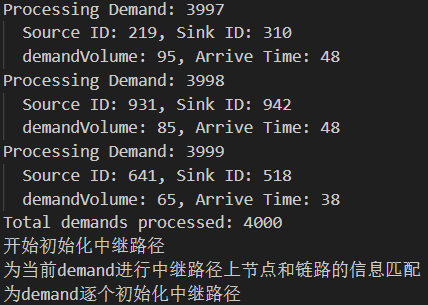 Processing Demand: 3997
Source ID: 219, Sink ID: 310
demandVolume: 95, Arrive Time: 48
Processing Demand: 3998
Source ID: 931, Sink ID: 942
demandVolume: 85, Arrive Time: 48
Processing Demand: 3999
Source ID: 641, Sink ID: 518
demandVolume: 65, Arrive Time: 38
Total demands processed: 4000
开始初始化中继路径
为当前demand进行中继路径上节点和链路的信息匹配
为demand逐个初始化中继路径